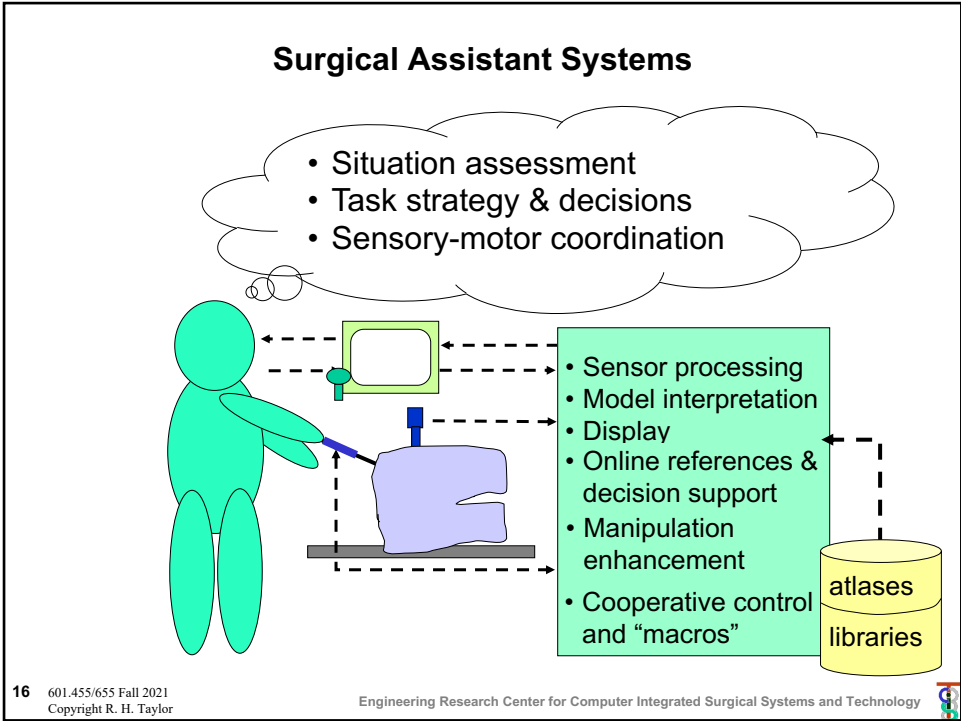 Surgical Assistant Systems
• Situation assessment
• Task strategy & decisions
• Sensory-motor coordination
• Sensor processing
• Model interpretation
• Display
• Online references &
decision support
• Manipulation
enhancement
• Cooperative control
and “macros”
atlases
libraries
16 601.455/655 Fall 2021
Copyright R. H. Taylor
Engineering Research Center for Computer Integrated Surgical Systems and Technology